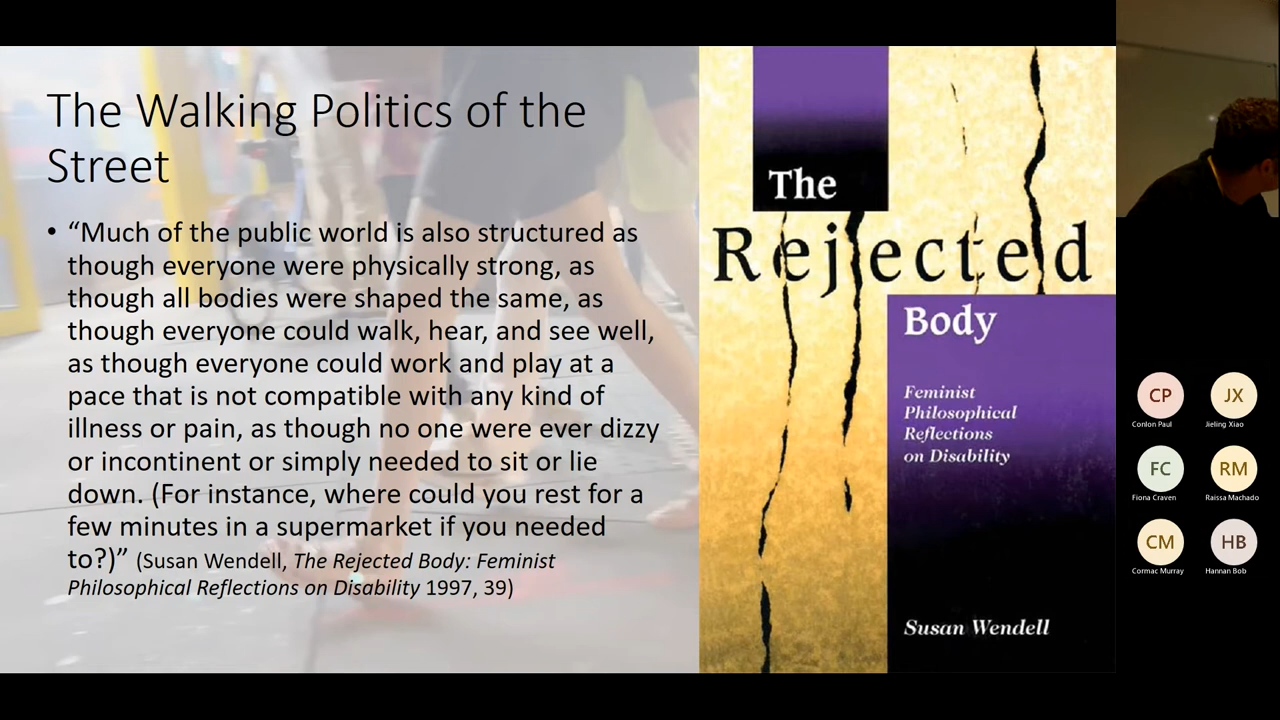 The Walking Politics of the
Street
• “Much of the public world is also structured as
though everyone were physically strong, as
though all bodies were shaped the same, as
though everyone could walk, hear, and see well,
as though everyone could work and play at a
pace that is not compatible with any kind of
illness or pain, as though no one were ever dizzy
or incontinent or simply needed to sit or lie
down. (For instance, where could you rest for a
few minutes in a supermarket if you needed
to?)” (Susan Wendell, The Rejected Body: Feminist
Philosophical Reflections on Disability 1997, 39)
The
Rejected
Body
Feminist
Philosophical
Reflections
on Disability
Susan Wendell
CP
JX
Conlon Paul
Jieling Xiao
FC
RM
Fiona Craven
Raissa Machado
CM
HB
Cormac Murray
Hannan Bob